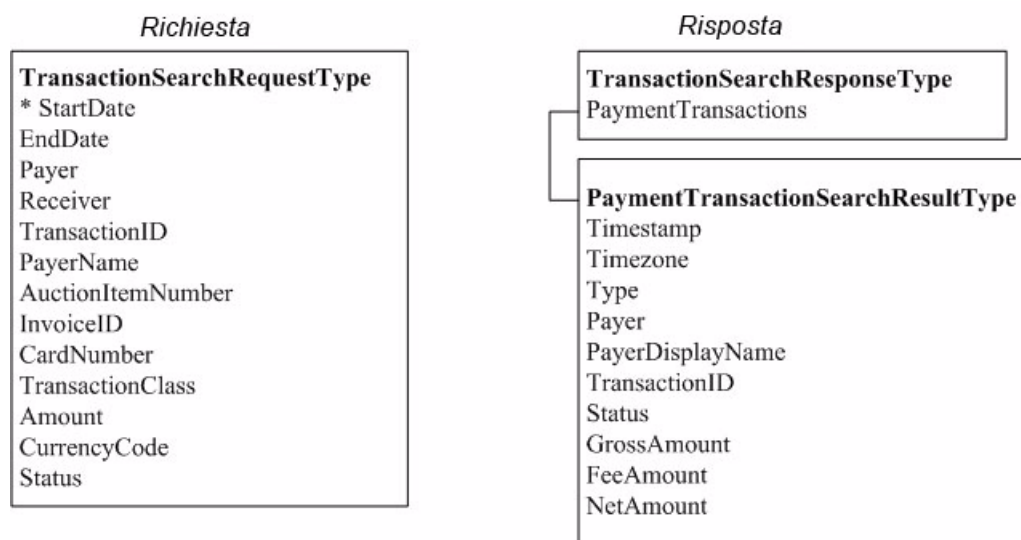 Richiesta
TransactionSearchRequestType
* StartDate
EndDate
Payer
Receiver
TransactionID
PayerName
AuctionItemNumber
InvoiceID
CardNumber
TransactionClass
Amount
CurrencyCode
Status
Risposta
TransactionSearchResponseType
PaymentTransactions
PaymentTransactionSearchResultType
Timestamp
Timezone
Type
Payer
PayerDisplayName
TransactionID
Status
GrossAmount
FeeAmount
NetAmount